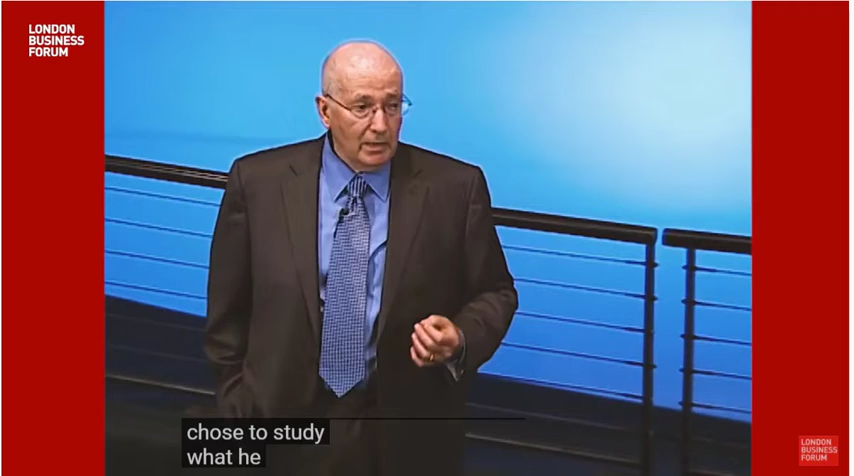 LONDON
BUSINESS
FORUM
chose to study
what he
LONDON
BUSINESS
FORUM